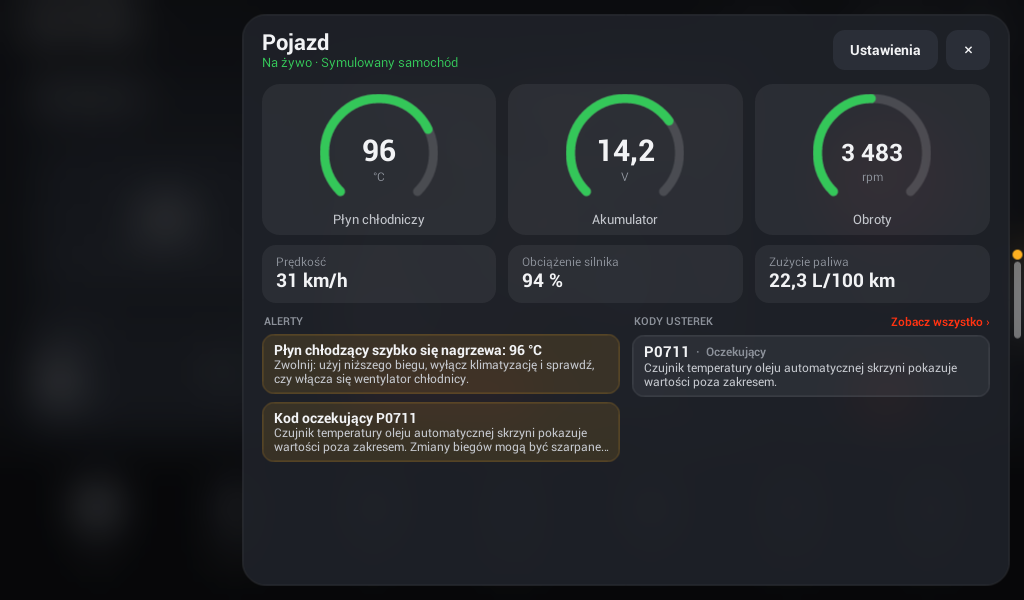 Pojazd
Na żywo · Symulowany samochód
Ustawienia
×
96
°C
Płyn chłodniczy
14,2
V
Akumulator
3 483
rpm
Obroty
Prędkość
31 km/h
Obciążenie silnika
94 %
Zużycie paliwa
22,3 L/100 km
ALERTY
Płyn chłodzący szybko się nagrzewa: 96 °C
Zwolnij: użyj niższego biegu, wyłącz klimatyzację i sprawdź,
czy włącza się wentylator chłodnicy.
Kod oczekujący P0711
Czujnik temperatury oleju automatycznej skrzyni pokazuje
wartości poza zakresem. Zmiany biegów mogą być szarpane…
KODY USTEREK
Zobacz wszystko ›
P0711 · Oczekujący
Czujnik temperatury oleju automatycznej skrzyni pokazuje
wartości poza zakresem.